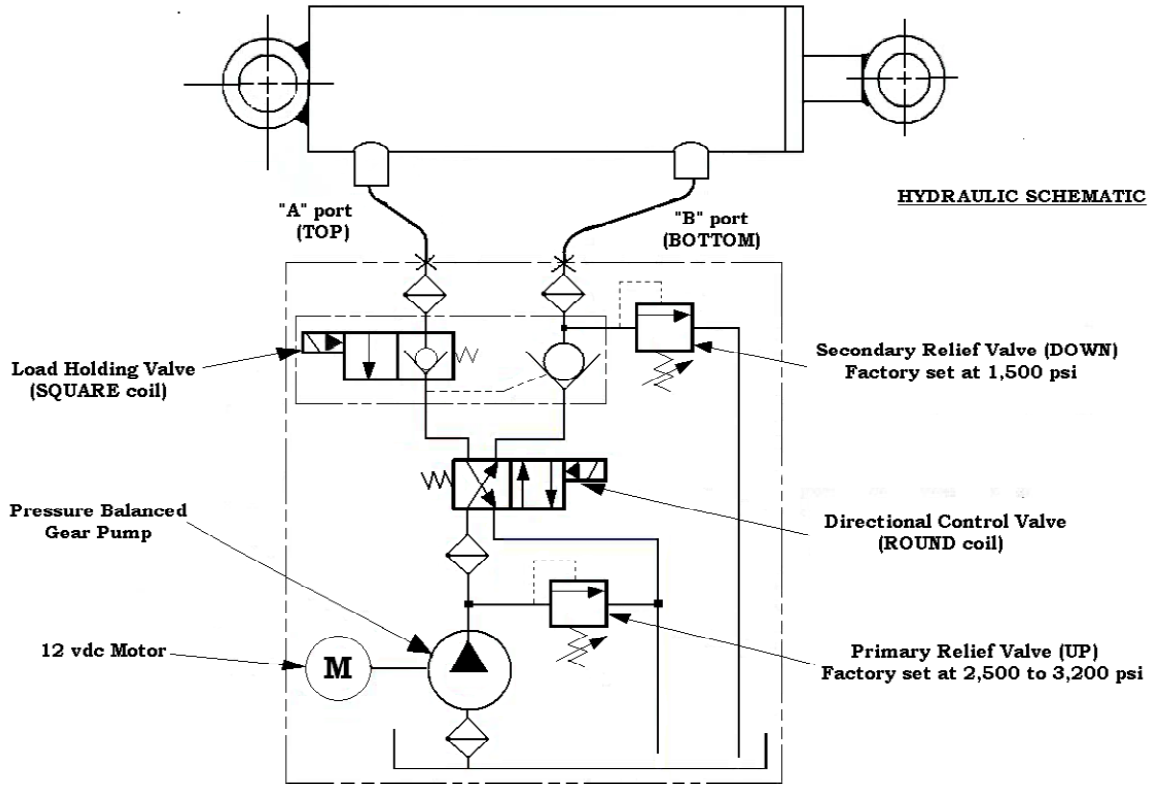 "A" port
(TOP)
"B" port
(BOTTOM)
HYDRAULIC SCHEMATIC
Load Holding Valve
(SQUARE coil)
Secondary Relief Valve (DOWN)
Factory set at 1,500 psi
Pressure Balanced
Gear Pump
Directional Control Valve
(ROUND coil)
12 vdc Motor
M
Primary Relief Valve (UP)
Factory set at 2,500 to 3,200 psi